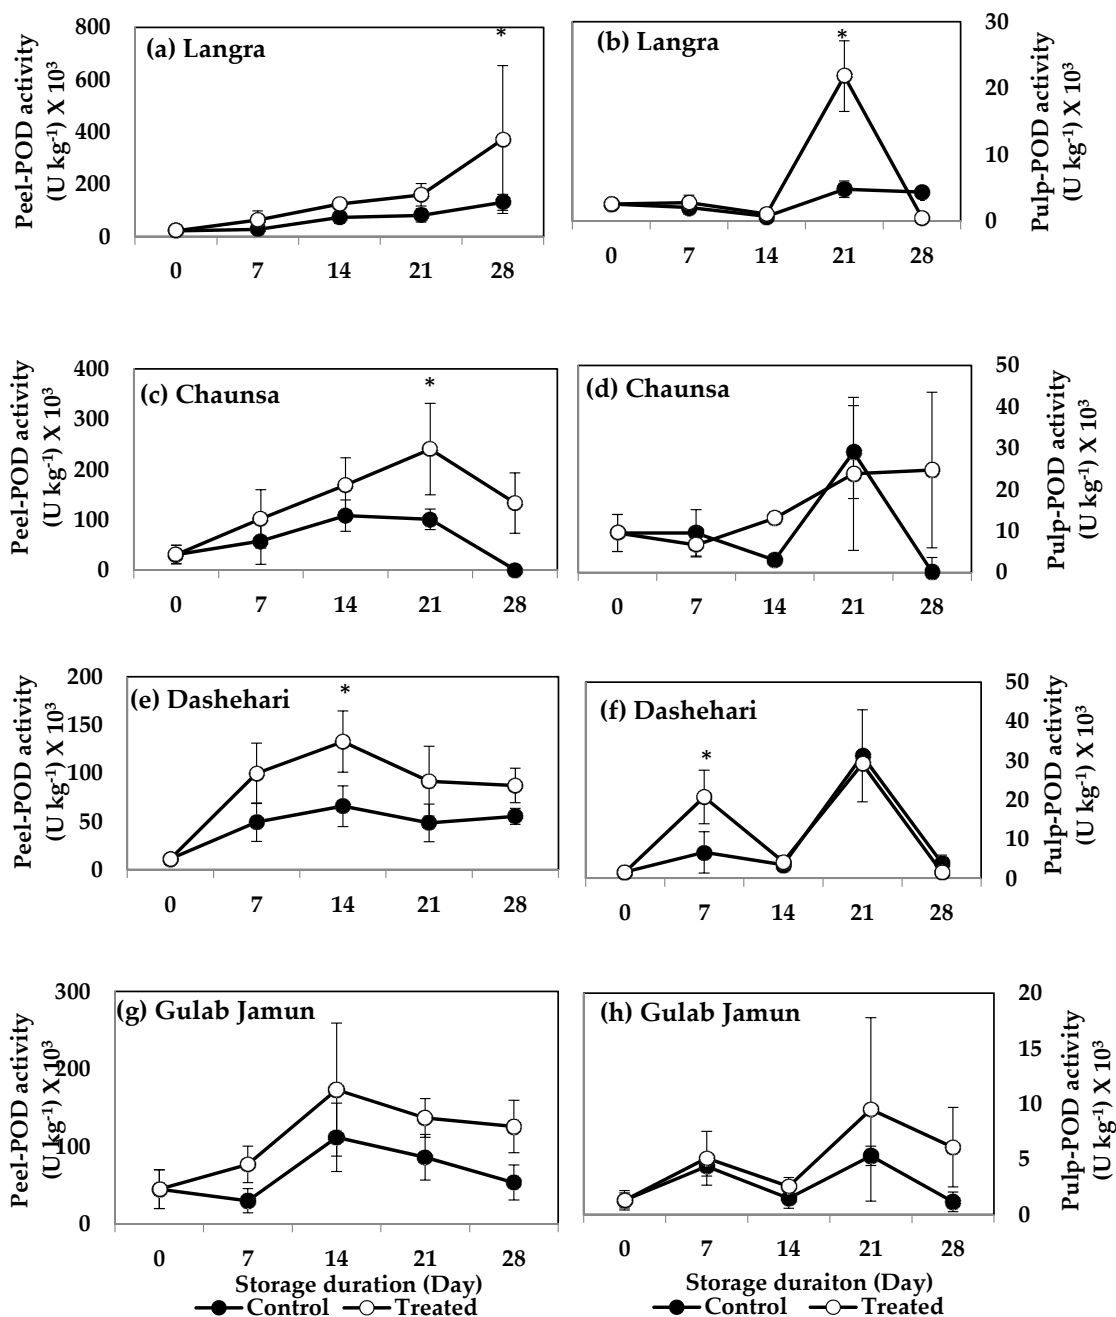 (a) Langra
*
800
600
400
200
0
0 7 14 21 28
Peel-POD activity
(U kg-1) X 10³
(b) Langra
*
30
20
10
0
0 7 14 21 28
Pulp-POD activity
(U kg-1) X 10³
(c) Chaunsa
*
400
300
200
100
0
0 7 14 21 28
Peel-POD activity
(U kg-1) X 10³
(d) Chaunsa
50
40
30
20
10
0
0 7 14 21 28
Pulp-POD activity
(U kg-1) X 10³
(e) Dashehari
*
200
150
100
50
0
0 7 14 21 28
Peel-POD activity
(U kg-1) X 10³
(f) Dashehari
*
50
40
30
20
10
0
0 7 14 21 28
Pulp-POD activity
(U kg-1) X 10³
(g) Gulab Jamun
300
200
100
0
0 7 14 21 28
Peel-POD activity
(U kg-1) X 10³
Storage duration (Day)
Control Treated
(h) Gulab Jamun
20
15
10
5
0
0 7 14 21 28
Pulp-POD activity
(U kg-1) X 10³
Storage duraiton (Day)
Control Treated